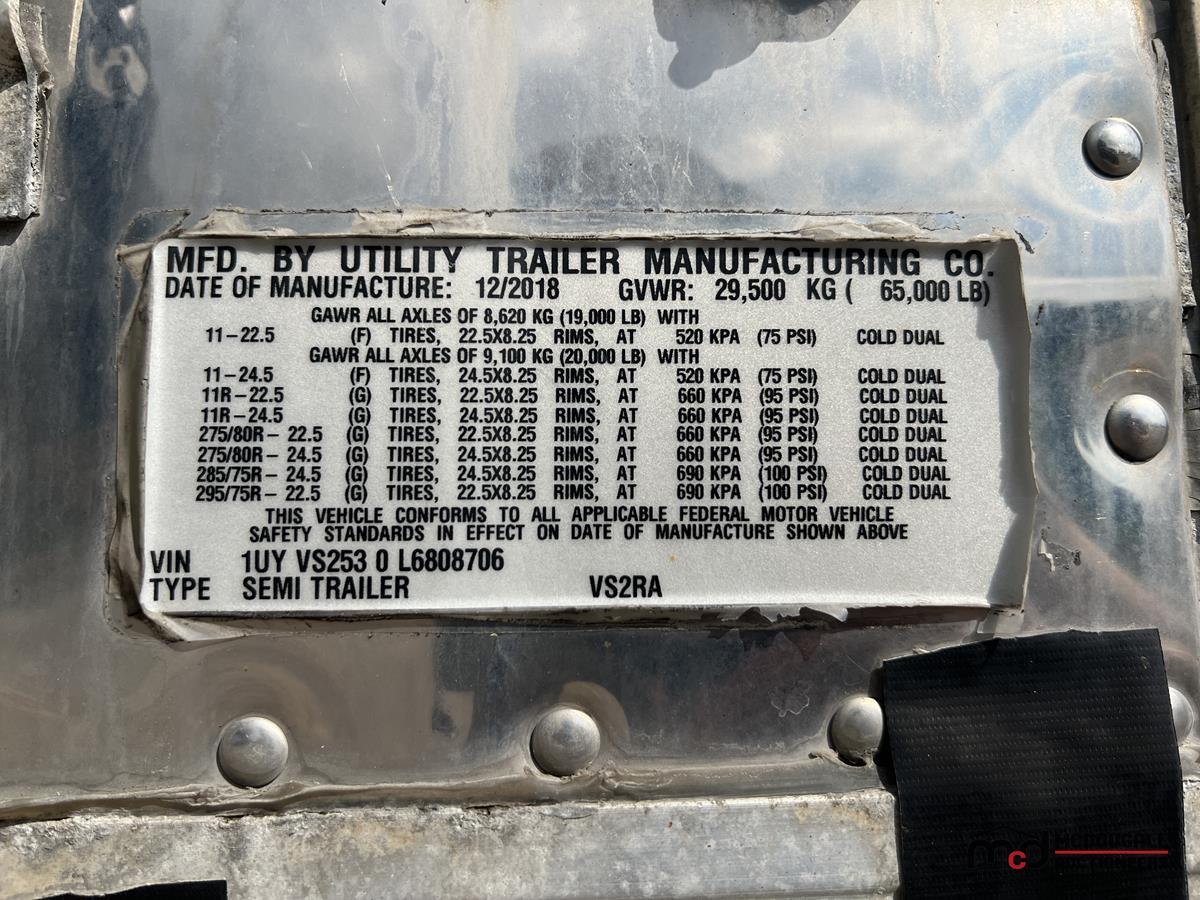 MFD. BY UTILITY TRAILER MANUFACTURING CO.
DATE OF MANUFACTURE: 12/2018 GVWR: 29,500 KG ( 65,000 LB)
GAWR ALL AXLES OF 8,620 KG (19,000 LB) WITH
11-22.5 (F) TIRES, 22.5X8.25 RIMS, AT 520 KPA (75 PSI) COLD DUAL
GAWR ALL AXLES OF 9,100 KG (20,000 LB) WITH
11-24.5 (F) TIRES, 24.5X8.25 RIMS, AT 520 KPA (75 PSI) COLD DUAL
11R-22.5 (G) TIRES, 22.5X8.25 RIMS, AT 660 KPA (95 PSI) COLD DUAL
11R-24.5 (G) TIRES, 24.5X8.25 RIMS, AT 660 KPA (95 PSI) COLD DUAL
275/80R- 22.5 (G) TIRES, 22.5X8.25 RIMS, AT 660 KPA (95 PSI) COLD DUAL
275/80R- 24.5 (G) TIRES, 24.5X8.25 RIMS, AT 660 KPA (95 PSI) COLD DUAL
285/75R- 24.5 (G) TIRES, 24.5X8.25 RIMS, AT 690 KPA (100 PSI) COLD DUAL
295/75R- 22.5 (G) TIRES, 22.5X8.25 RIMS, AT 690 KPA (100 PSI) COLD DUAL
THIS VEHICLE CONFORMS TO ALL APPLICABLE FEDERAL MOTOR VEHICLE
SAFETY STANDARDS IN EFFECT ON DATE OF MANUFACTURE SHOWN ABOVE
VIN 1UY VS253 0 L6808706
TYPE SEMI TRAILER VS2RA
mcd MCDOUGALL